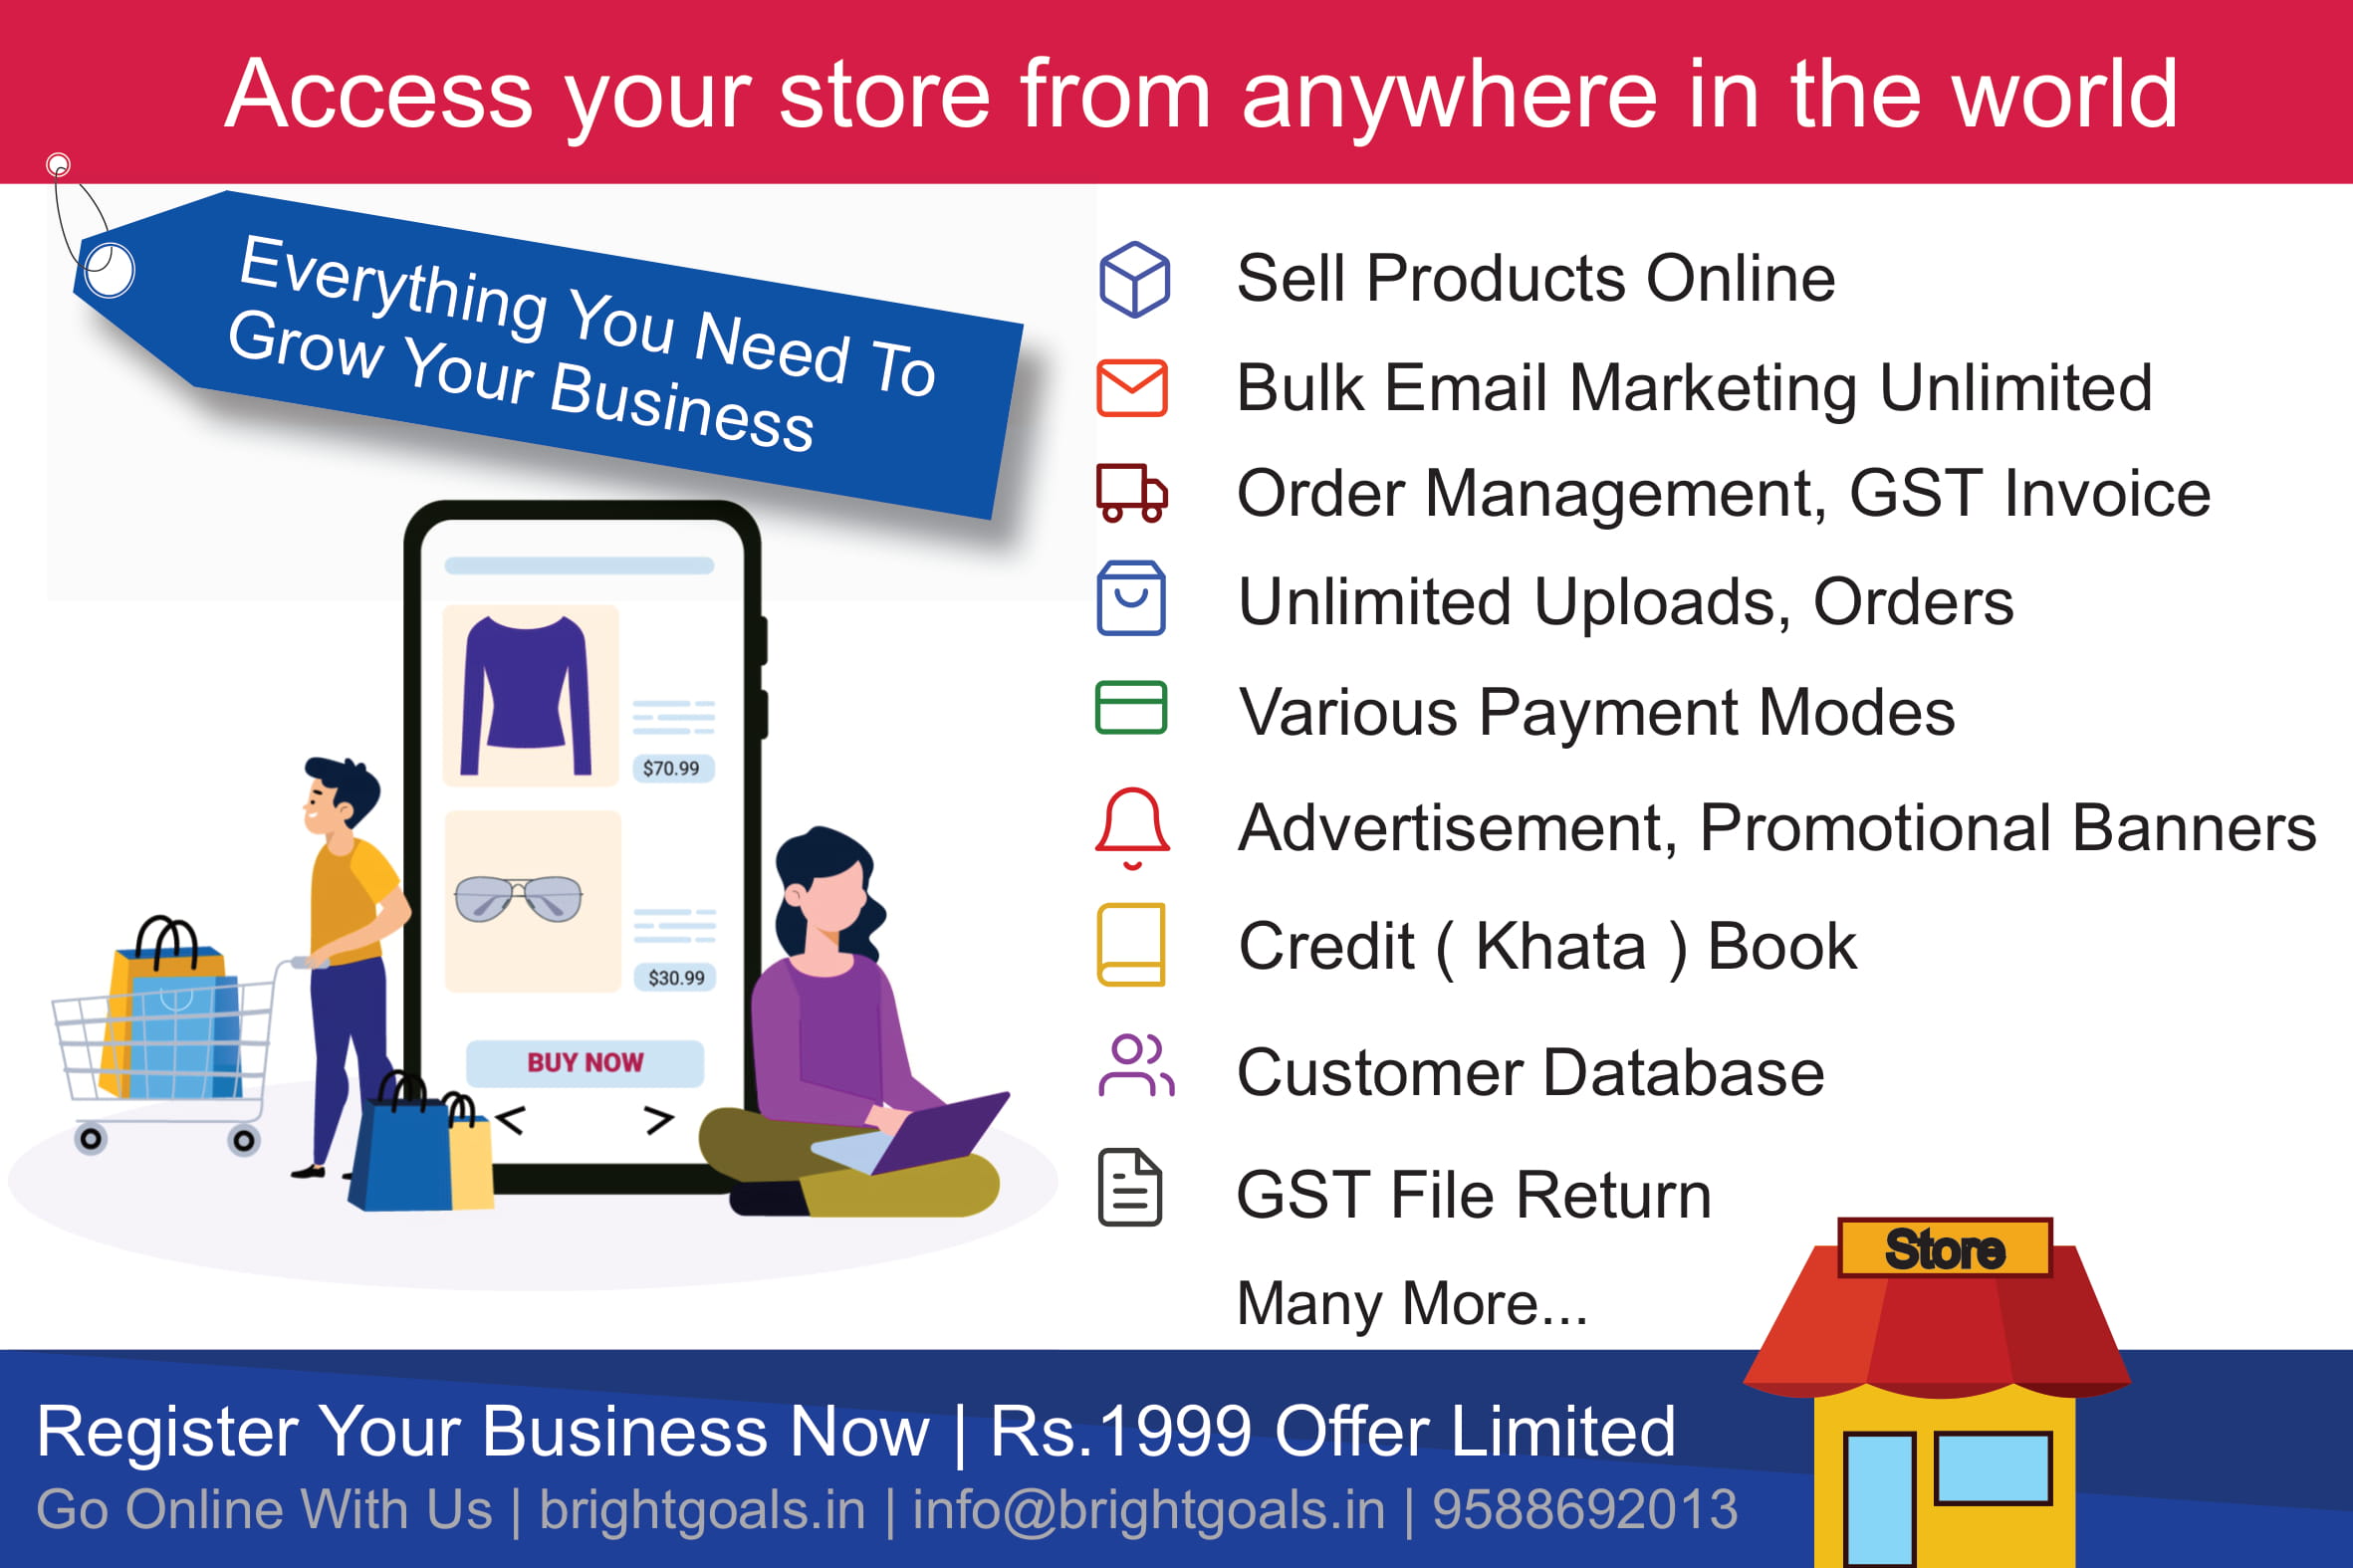 Access your store from anywhere in the world
Everything You Need To
Grow Your Business
$70.99
$30.99
BUY NOW
< >
Sell Products Online
Bulk Email Marketing Unlimited
Order Management, GST Invoice
Unlimited Uploads, Orders
Various Payment Modes
Advertisement, Promotional Banners
Credit ( Khata ) Book
Customer Database
GST File Return
Many More...
Store
Register Your Business Now | Rs.1999 Offer Limited
Go Online With Us | brightgoals.in | info@brightgoals.in | 9588692013